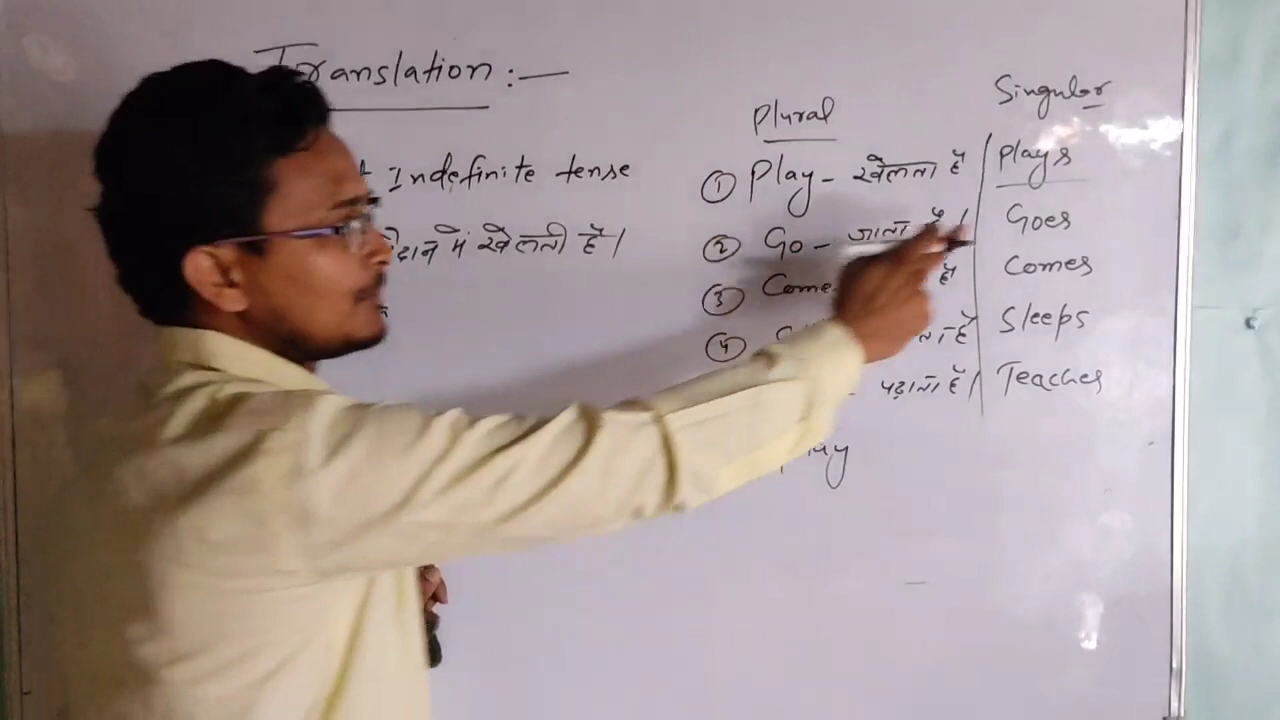 Translation :—
Indefinite tense
में खेलती है।
Plural
① Play - खेलता है
② Go - जाता
③ Come
④
पढ़ाता है।
Play
Singular
Plays
Goes
Comes
Sleeps
Teaches